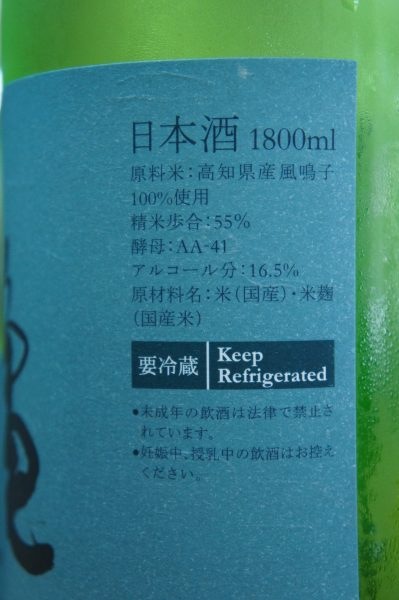 日本酒 1800ml
原料米:高知県産風鳴子
100%使用
精米歩合:55%
酵母:AA-41
アルコール分:16.5%
原材料名:米(国産)・米麹
(国産米)
要冷蔵 Keep Refrigerated
●未成年の飲酒は法律で禁止さ
れています。
●妊娠中、授乳中の飲酒はお控え
ください。